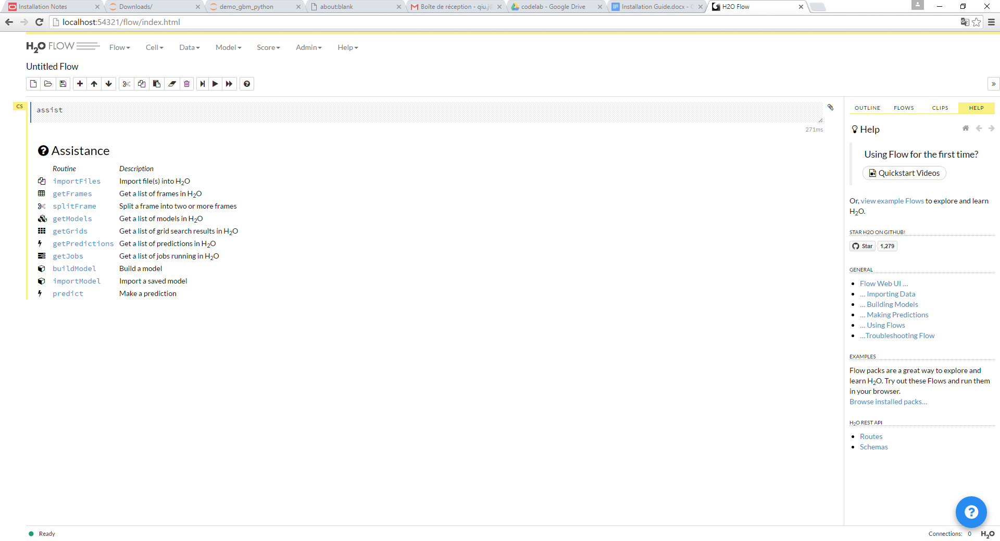 Installation Notes
Downloads/
demo_gbm_python
about:blank
Boîte de réception - qiu.j
codelab - Google Drive
Installation Guide.docx -
H2O Flow
localhost:54321/flow/index.html
H2O FLOW
Flow
Cell
Data
Model
Score
Admin
Help
Untitled Flow
CS
assist
271ms
Assistance
Routine Description
importFiles Import file(s) into H2O
getFrames Get a list of frames in H2O
splitFrame Split a frame into two or more frames
getModels Get a list of models in H2O
getGrids Get a list of grid search results in H2O
getPredictions Get a list of predictions in H2O
getJobs Get a list of jobs running in H2O
buildModel Build a model
importModel Import a saved model
predict Make a prediction
OUTLINE FLOWS CLIPS HELP
Help
Using Flow for the first time?
Quickstart Videos
Or, view example Flows to explore and learn
H2O.
STAR H2O ON GITHUB!
Star 1,279
GENERAL
Flow Web UI ...
... Importing Data
... Building Models
... Making Predictions
... Using Flows
...Troubleshooting Flow
EXAMPLES
Flow packs are a great way to explore and
learn H2O. Try out these Flows and run them
in your browser.
Browse installed packs...
H2O REST API
Routes
Schemas
Ready
Connections: 0 H2O